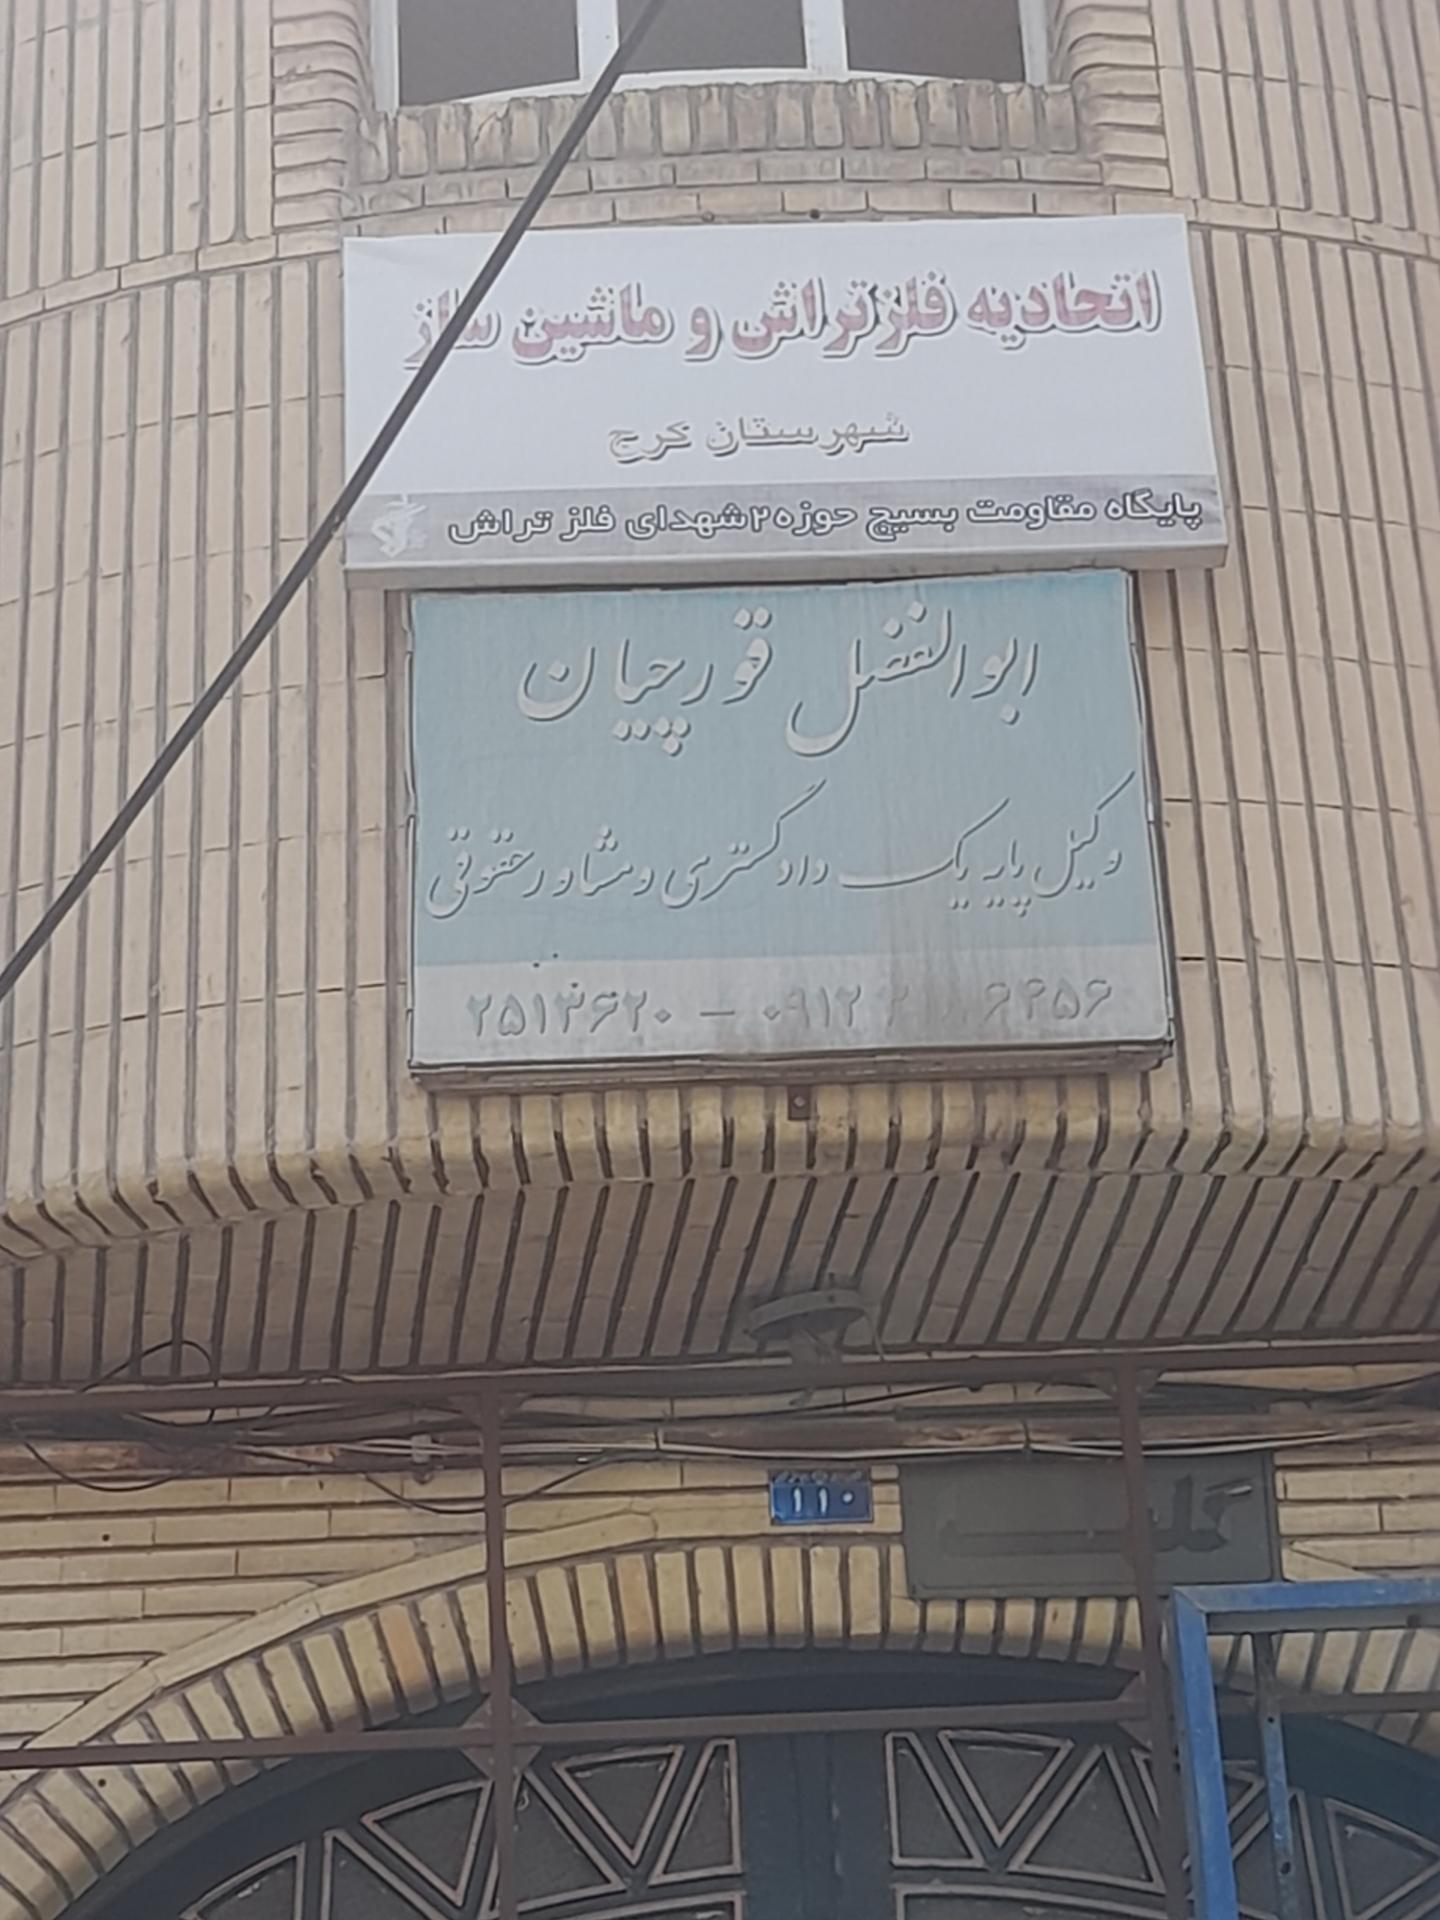 اتحادیه فلزتراش و ماشین ساز
شهرستان کرج
پایگاه مقاومت بسیج حوزه ۲ شهدای فلز تراش
ابوالفضل قورچیان
وکیل پایه یک دادگستری و مشاور حقوقی
۲۵۱۳۶۲۰ - ۰۹۱۲
۱۱۰